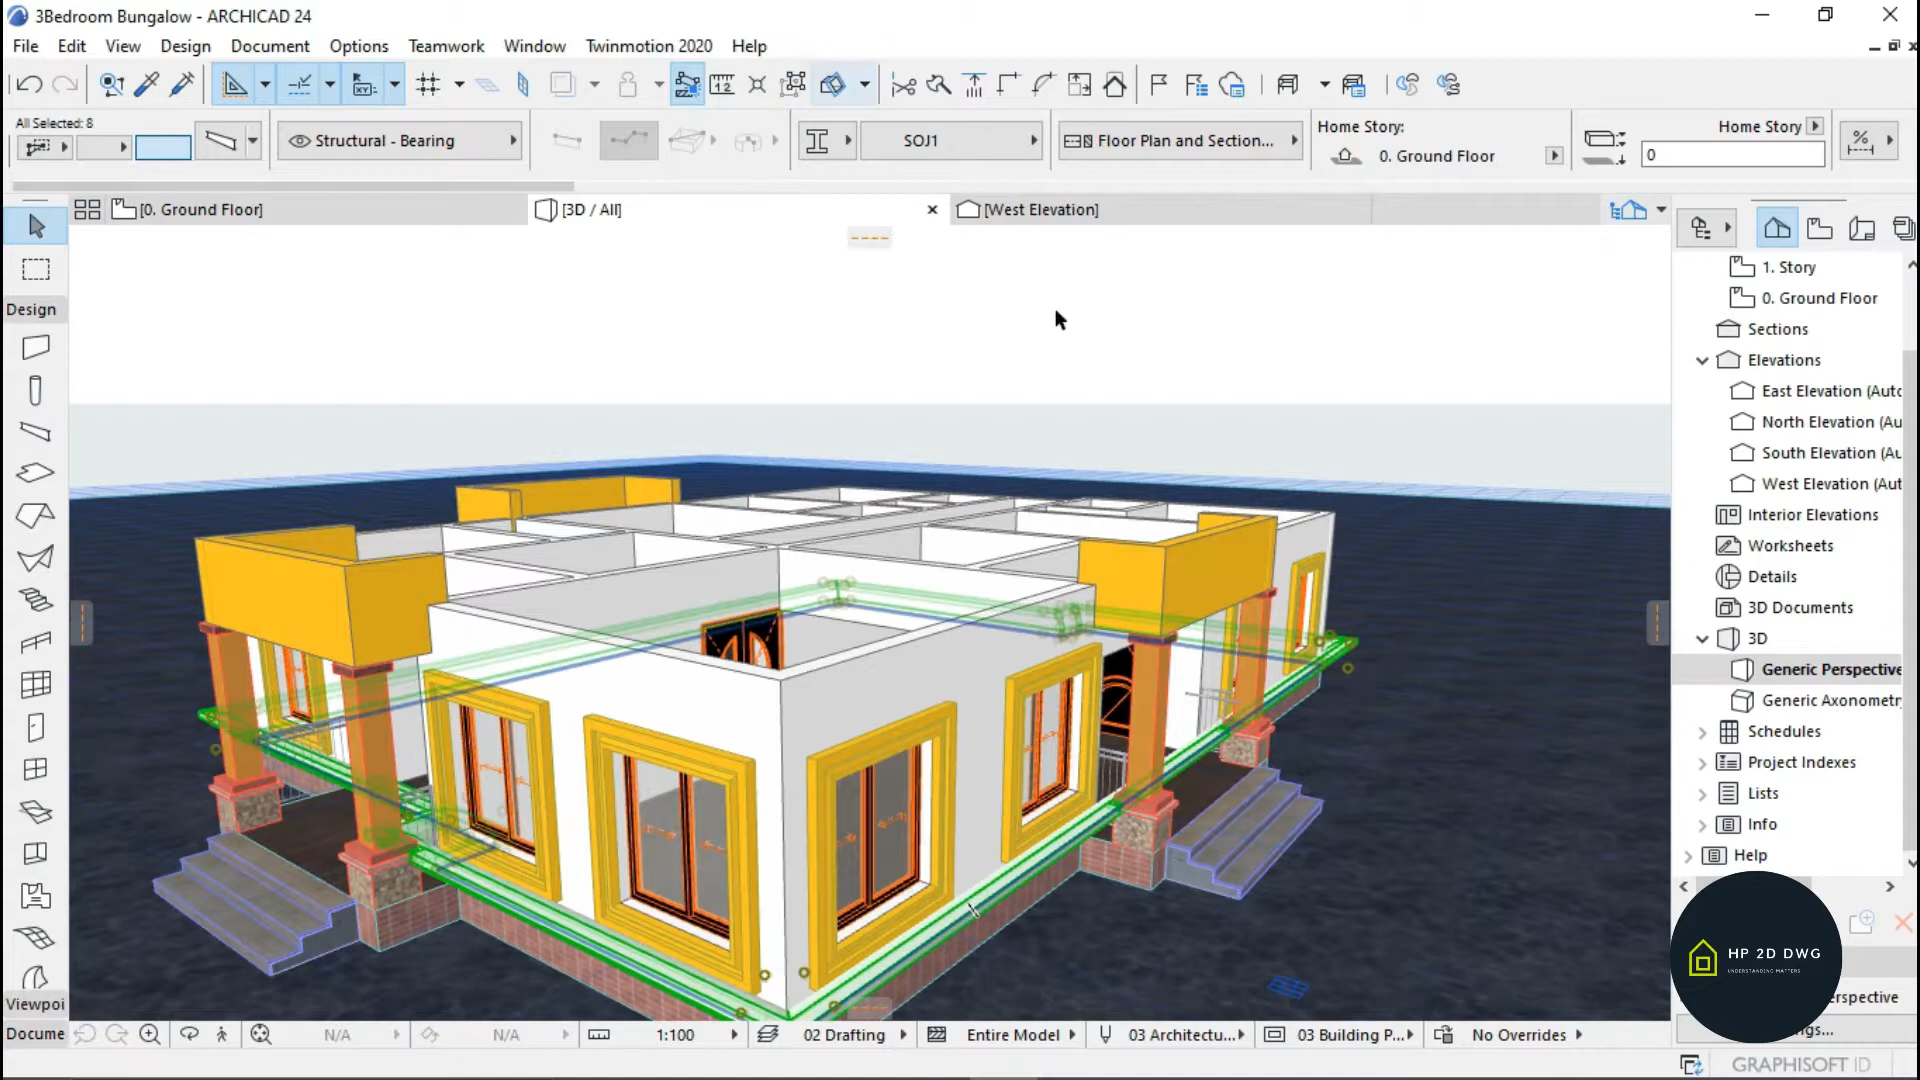 3Bedroom Bungalow - ARCHICAD 24
File Edit View Design Document Options Teamwork Window Twinmotion 2020 Help
All Selected: 8
Structural - Bearing
SOJ1
Floor Plan and Section...
Home Story:
0. Ground Floor
Home Story
0
[0. Ground Floor]
[3D / All]
[West Elevation]
Design
Viewpoi
Docume
1. Story
0. Ground Floor
Sections
Elevations
East Elevation (Auto
North Elevation (Au
South Elevation (Au
West Elevation (Aut
Interior Elevations
Worksheets
Details
3D Documents
3D
Generic Perspective
Generic Axonometr
Schedules
Project Indexes
Lists
Info
Help
HP 2D DWG
UNDERSTANDING MATTERS
erspective
gs...
N/A
N/A
1:100
02 Drafting
Entire Model
03 Architectu...
03 Building P...
No Overrides
GRAPHISOFT ID